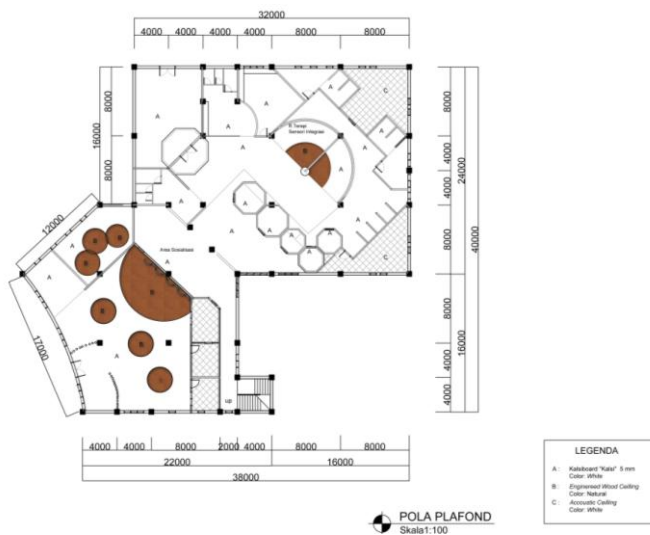 32000
4000 4000 4000 4000 8000 8000
8000
16000
8000
12000
17000
A
A
A
A
A
C
R.Terapi
Sensori Integrasi
B
A
A
A
8000
4000
4000
24000
8000
40000
A
A
A
A
A
A
A
A
A
A
C
Area Sosialisasi
A
B
B
B
A
A
B
B
B
A
8000
4000
4000
16000
up
4000 4000 8000 2000 4000 8000 8000
22000 16000
38000
POLA PLAFOND
Skala1:100
LEGENDA
A : Kalsiboard "Kalsi" 5 mm
Color: White
B : Engineered Wood Ceiling
Color: Natural
C : Accoustic Ceiling
Color: White